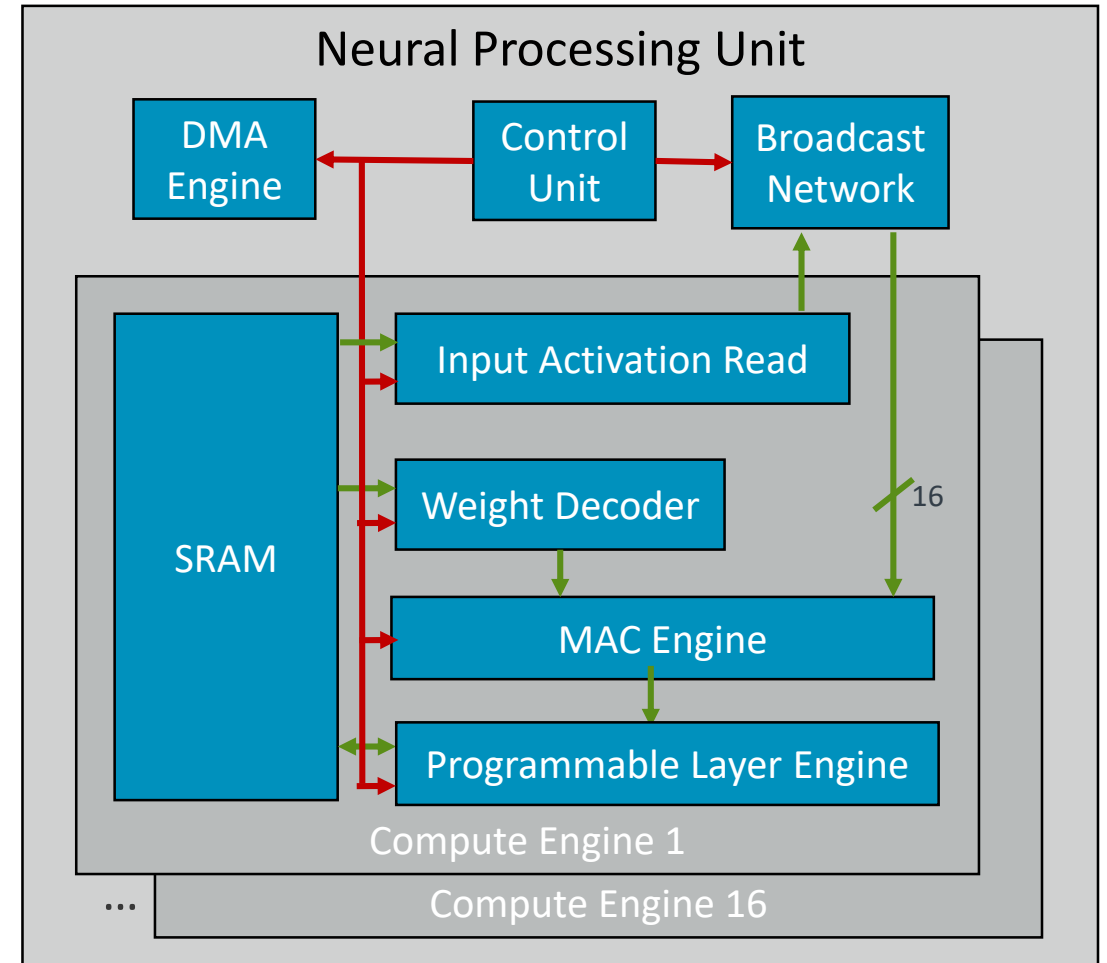 Neural Processing Unit
DMA
Engine
Control
Unit
Broadcast
Network
Input Activation Read
Weight Decoder
16
SRAM
MAC Engine
Programmable Layer Engine
Compute Engine 1
...
Compute Engine 16